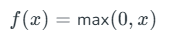 f(x) = max(0, x)